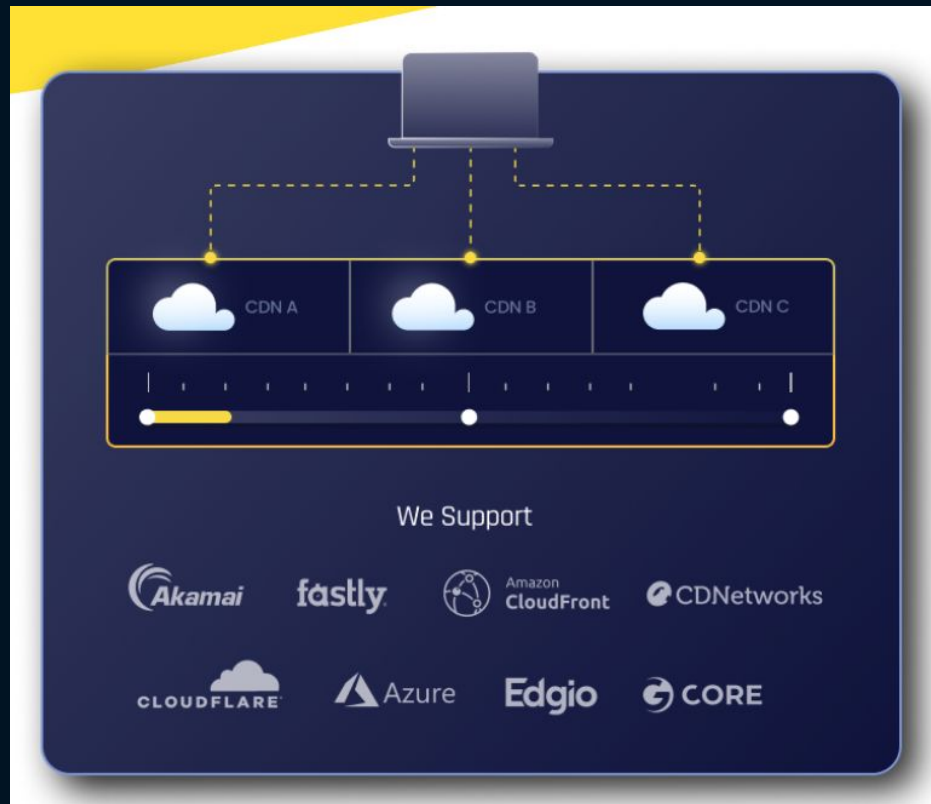 CDN A
CDN B
CDN C
We Support
Akamai
fastly
Amazon
CloudFront
CDNetworks
CLOUDFLARE
Azure
Edgio
G CORE